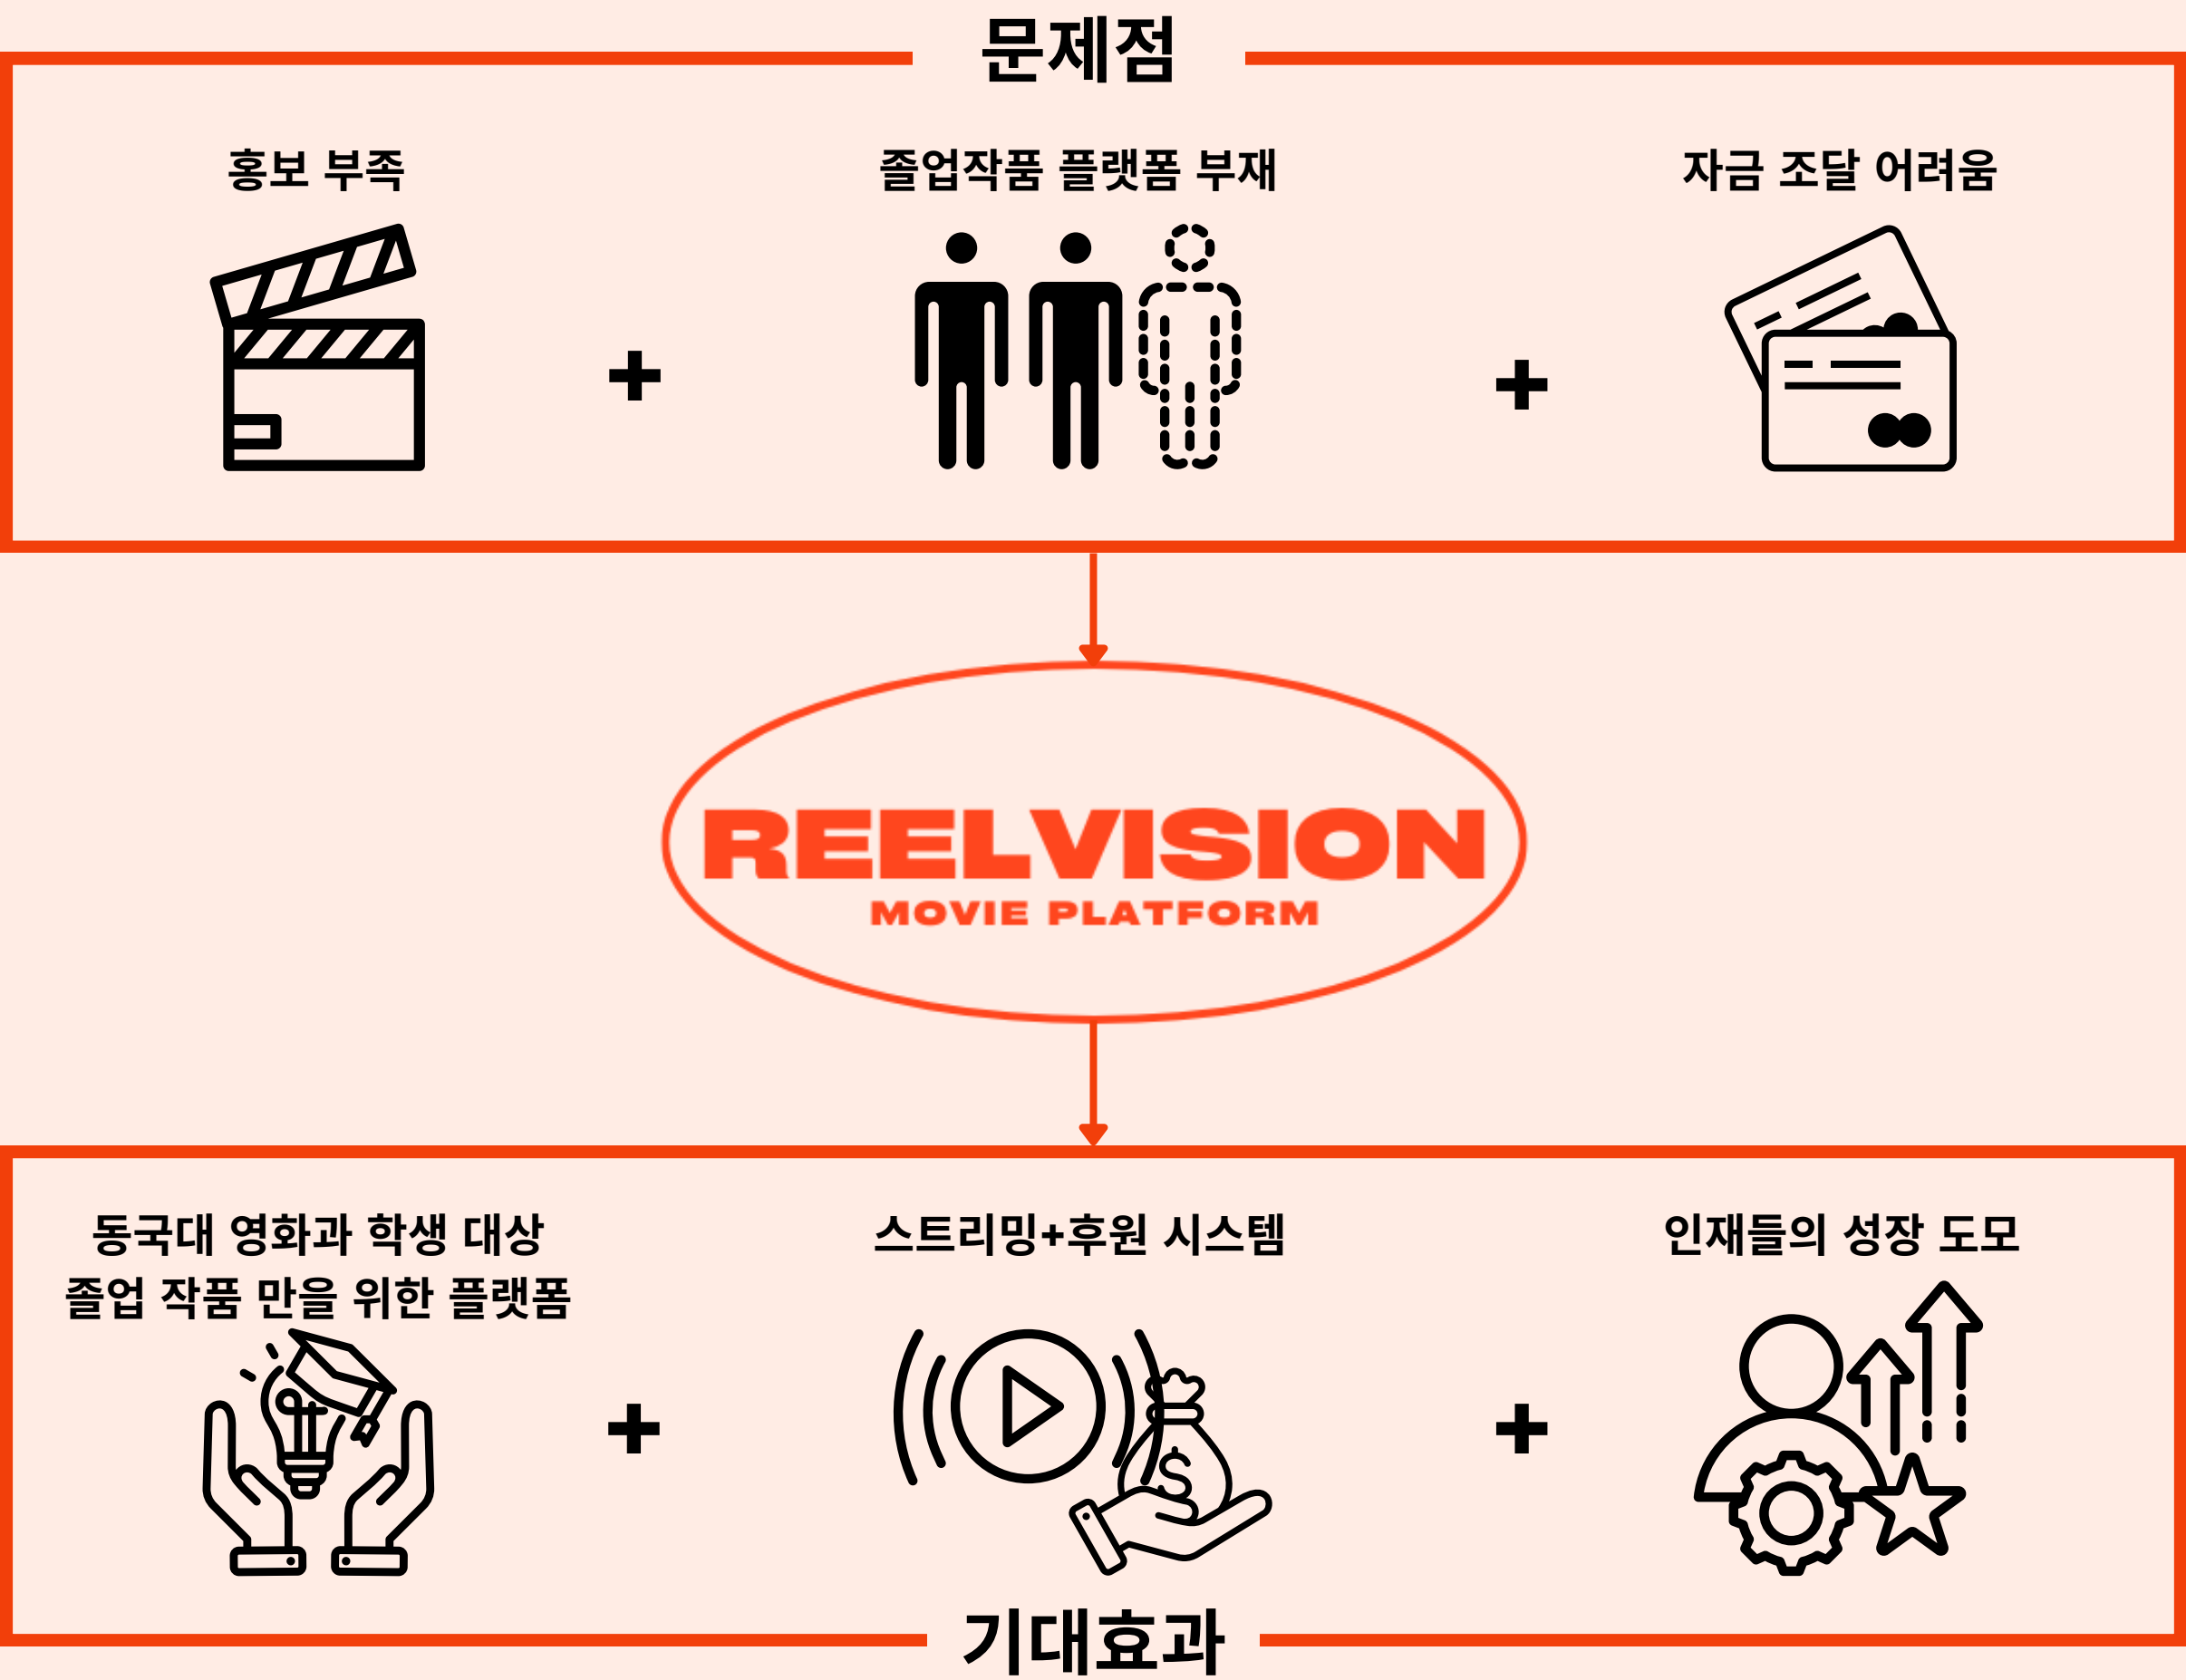 문제점
홍보 부족
졸업작품 플랫폼 부재
자금 조달 어려움
REELVISION
MOVIE PLATFORM
동국대 영화과 학생 대상
졸업 작품만을 위한 플랫폼
스트리밍+후원 시스템
인재들의 성장 도모
기대효과